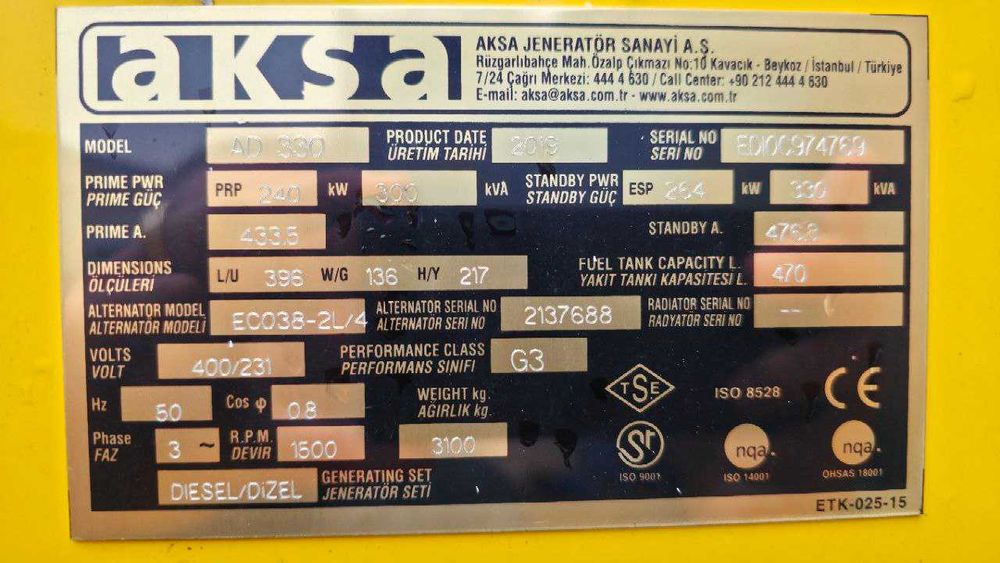 aksa
AKSA JENERATÖR SANAYİ A.Ş.
Rüzgarlıbahçe Mah. Özalp Çıkmazı No:10 Kavacık - Beykoz / İstanbul / Türkiye
7/24 Çağrı Merkezi: 444 4 630 / Call Center: +90 212 444 4 630
E-mail: aksa@aksa.com.tr - www.aksa.com.tr
MODEL AD 330 PRODUCT DATE 2019 SERIAL NO
ÜRETİM TARİHİ SERİ NO
PRIME PWR PRP 240 kW 300 kVA STANDBY PWR ESP 264 kW 330 kVA
PRIME GÜÇ STANDBY GÜÇ
PRIME A. 433.5 STANDBY A. 476.8
DIMENSIONS L/U 396 W/G 136 H/Y 217 FUEL TANK CAPACITY L. 470
ÖLÇÜLERİ YAKIT TANKI KAPASİTESİ L.
ALTERNATOR MODEL ECO38-2L/4 ALTERNATOR SERIAL NO 2137688 RADIATOR SERIAL NO --
ALTERNATÖR MODELİ ALTERNATÖR SERİ NO RADYATÖR SERİ NO
VOLTS 400/231 PERFORMANCE CLASS G3
VOLT PERFORMANS SINIFI
Hz 50 Cos φ 0.8 WEIGHT kg. TSE ISO 8528 CE
AĞIRLIK kg.
Phase 3 ~ R.P.M. 1500 3100 nqa. nqa.
FAZ DEVİR ISO 9001 ISO 14001 OHSAS 18001
DIESEL/DİZEL GENERATING SET
JENERATÖR SETİ
ETK-025-15